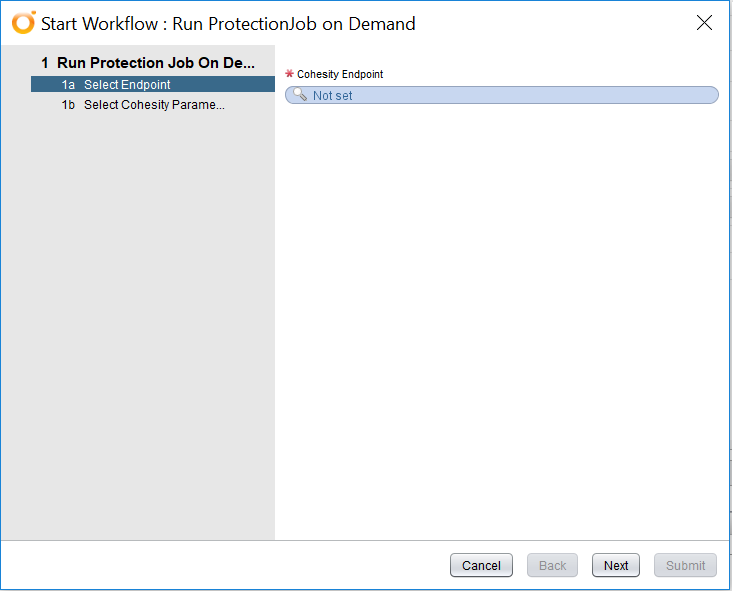 Start Workflow : Run ProtectionJob on Demand
1 Run Protection Job On De...
1a Select Endpoint
1b Select Cohesity Parame...
* Cohesity Endpoint
Not set
Cancel
Back
Next
Submit